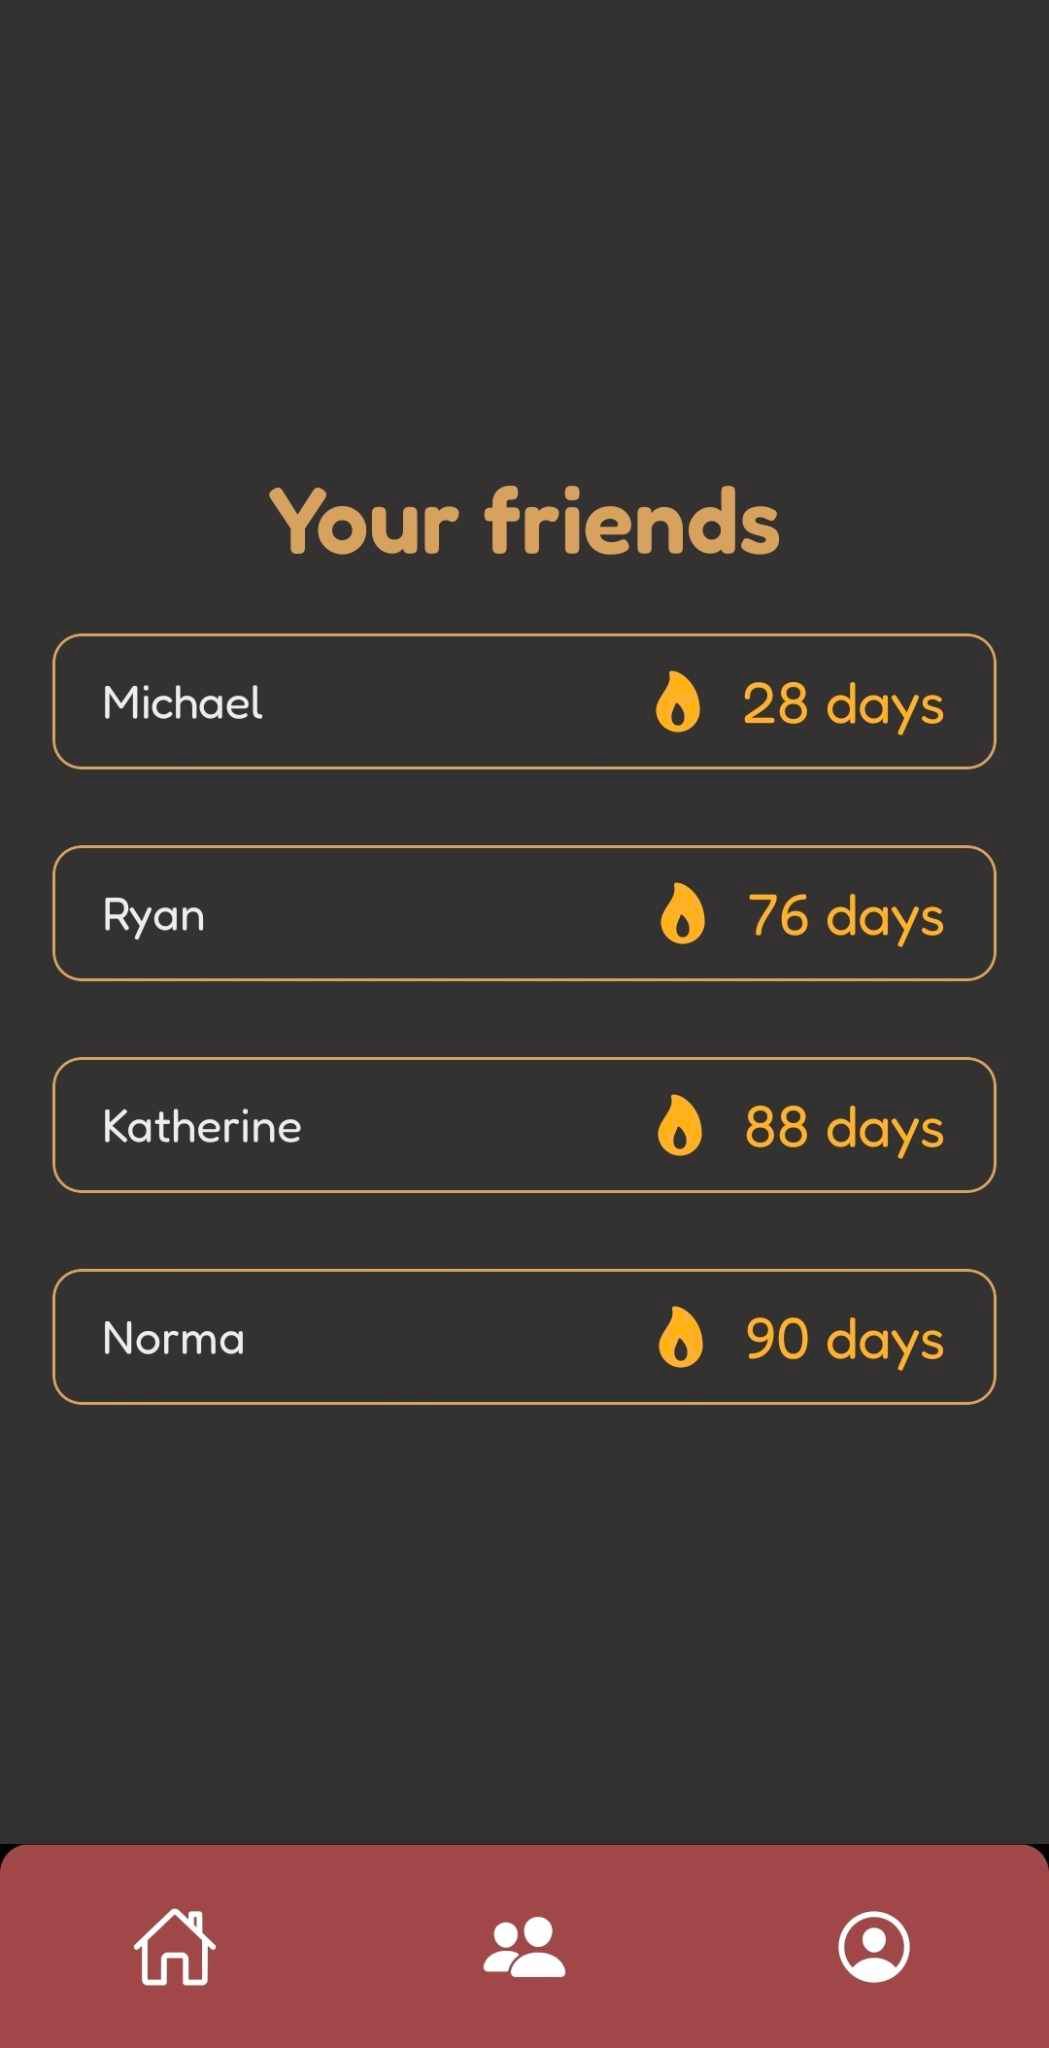 Your friends
Michael 28 days
Ryan 76 days
Katherine 88 days
Norma 90 days